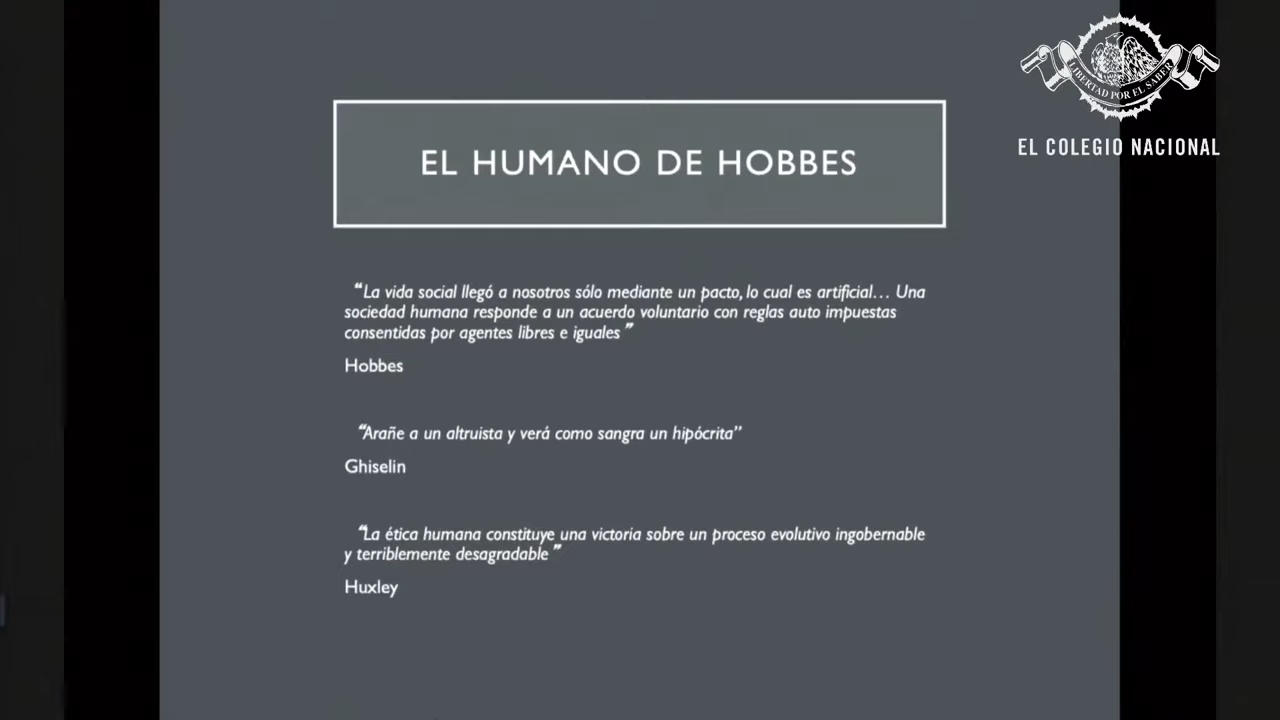 LIBERTAD POR EL SABER
EL COLEGIO NACIONAL
EL HUMANO DE HOBBES
“La vida social llegó a nosotros sólo mediante un pacto, lo cual es artificial… Una
sociedad humana responde a un acuerdo voluntario con reglas auto impuestas
consentidas por agentes libres e iguales”
Hobbes
“Arañe a un altruista y verá como sangra un hipócrita”
Ghiselin
“La ética humana constituye una victoria sobre un proceso evolutivo ingobernable
y terriblemente desagradable”
Huxley